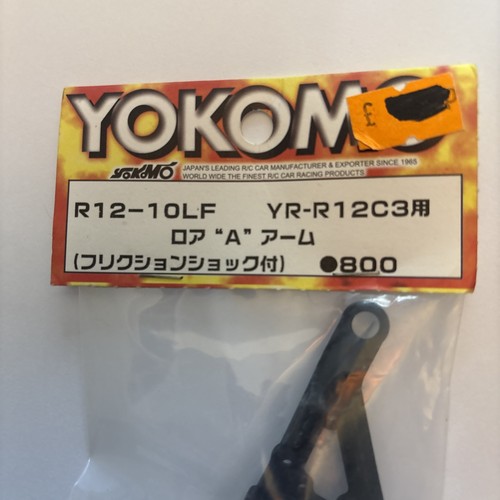 YOKOMO
£
YOKOMO
JAPAN'S LEADING R/C CAR MANUFACTURER & EXPORTER SINCE 1965
WORLD WIDE THE FINEST R/C CAR RACING PRODUCTS
R12-10LF YR-R12C3用
ロア “A” アーム
(フリクションショック付) ●800